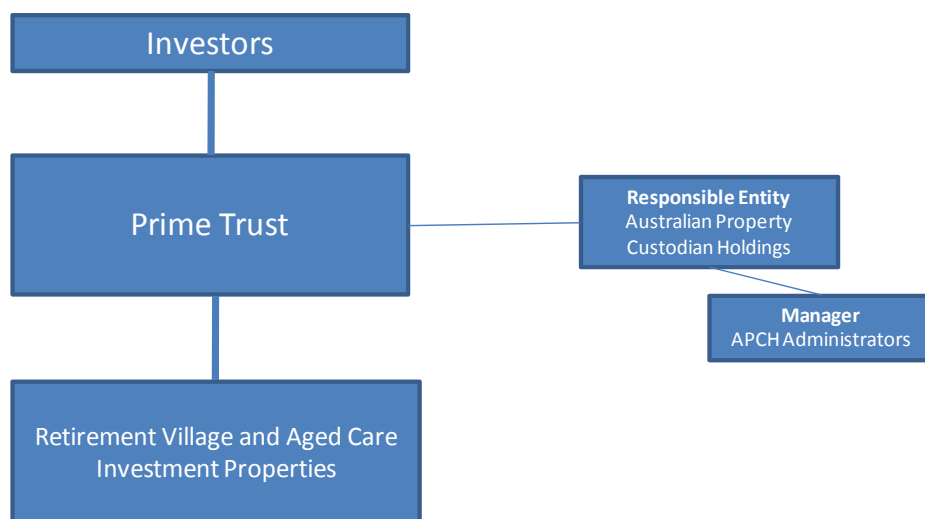 Investors
Prime Trust
Responsible Entity
Australian Property
Custodian Holdings
Manager
APCH Administrators
Retirement Village and Aged Care
Investment Properties